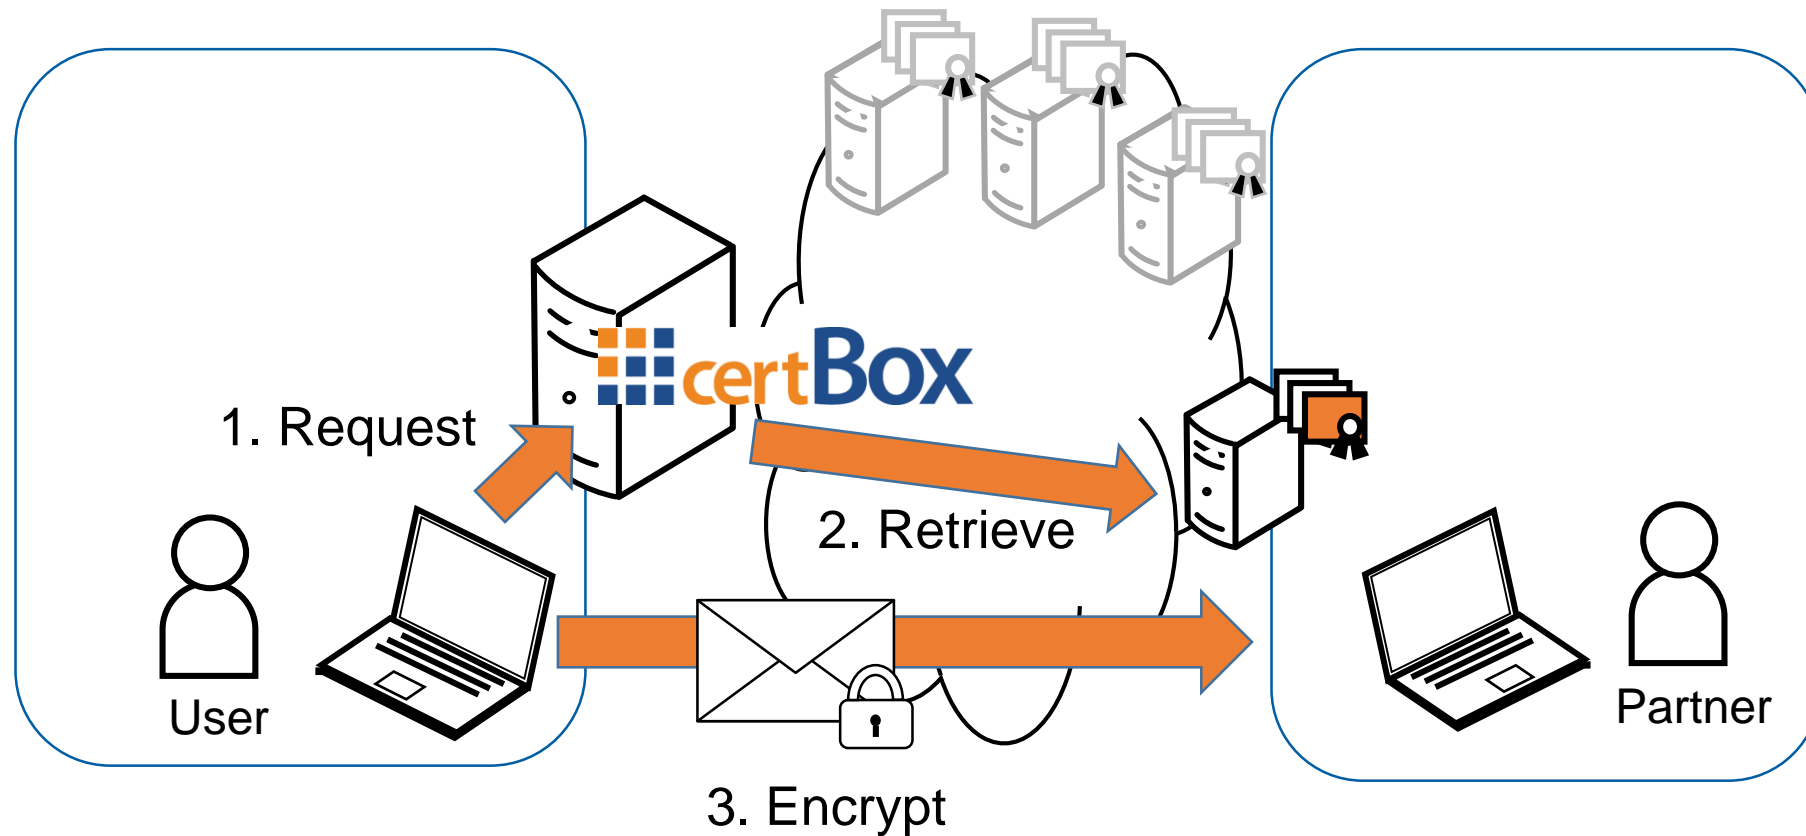 certBox
1. Request
2. Retrieve
User
Partner
3. Encrypt